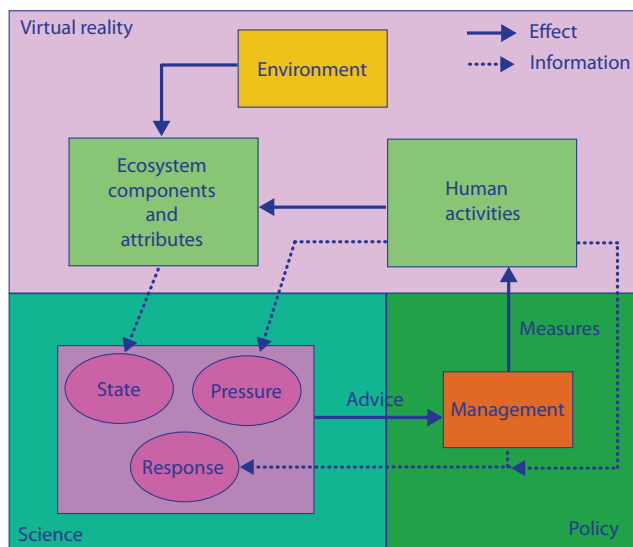 Virtual reality
Effect
Information
Environment
Ecosystem
components
and
attributes
Human
activities
Measures
State
Pressure
Advice
Management
Response
Science
Policy